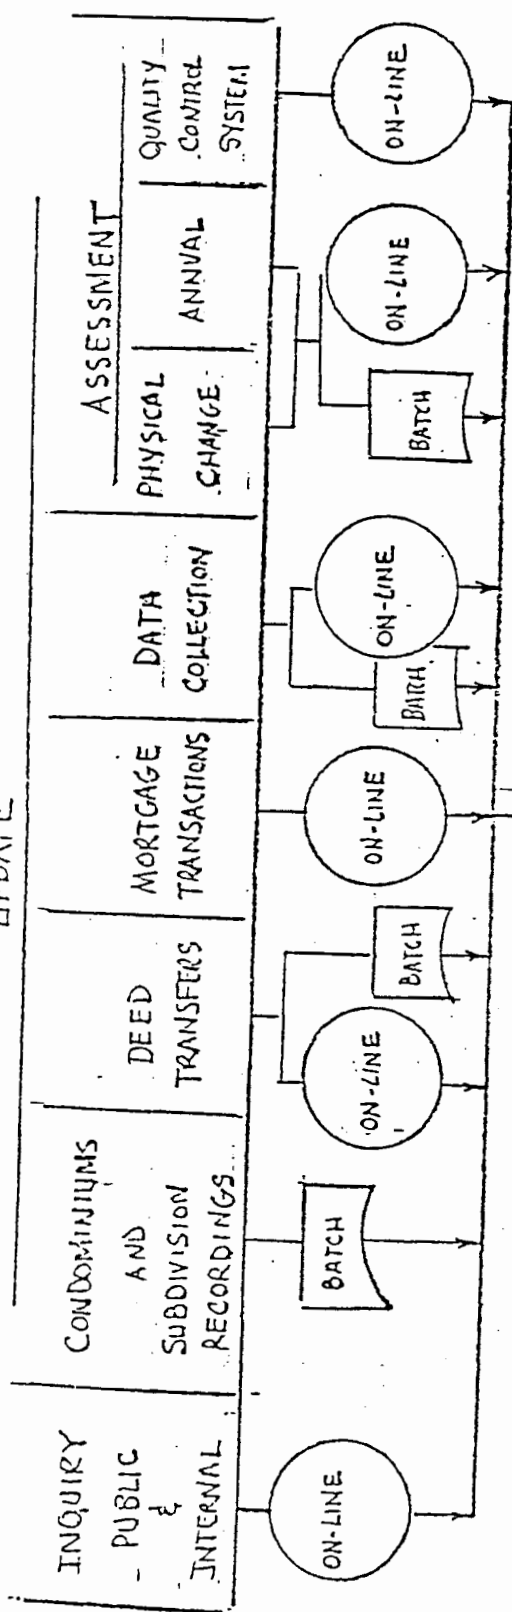 UPDATE
ASSESSMENT
INQUIRY
- PUBLIC
&
INTERNAL
CONDOMINIUMS
AND
SUBDIVISION
RECORDINGS
DEED
TRANSFERS
MORTGAGE
TRANSACTIONS
DATA
COLLECTION
PHYSICAL
CHANGE
ANNUAL
QUALITY
CONTROL
SYSTEM
ON-LINE
BATCH
ON-LINE
BATCH
ON-LINE
BATCH
ON-LINE
BATCH
ON-LINE
ON-LINE